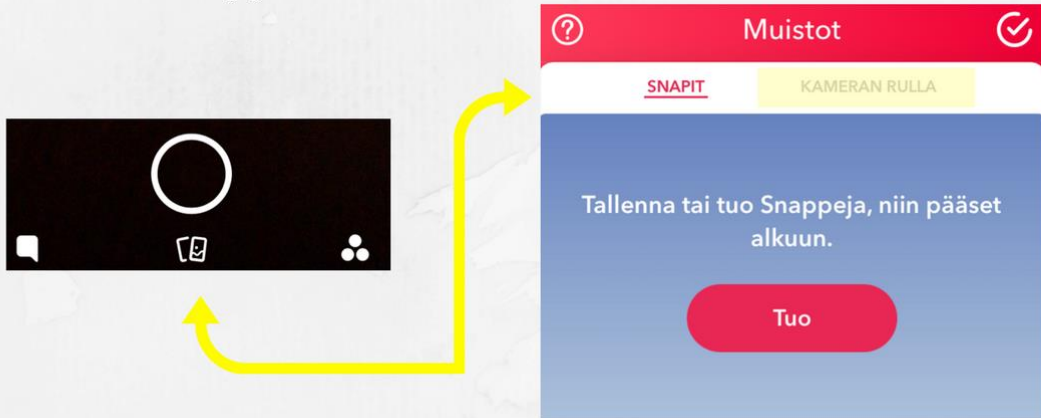 Muistot
SNAPIT
KAMERAN RULLA
Tallenna tai tuo Snappeja, niin pääset
alkuun.
Tuo